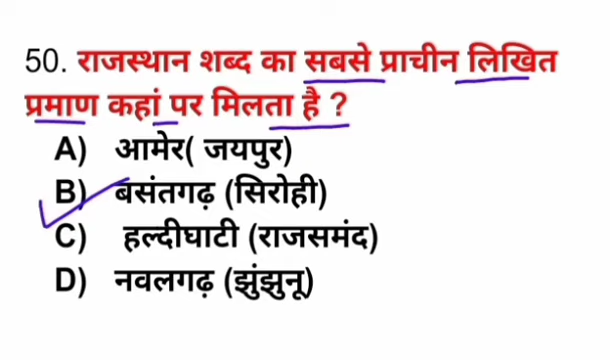 50. राजस्थान शब्द का सबसे प्राचीन लिखित
प्रमाण कहां पर मिलता है ?
A) आमेर( जयपुर)
B) बसंतगढ़ (सिरोही)
C) हल्दीघाटी (राजसमंद)
D) नवलगढ़ (झुंझुनू)